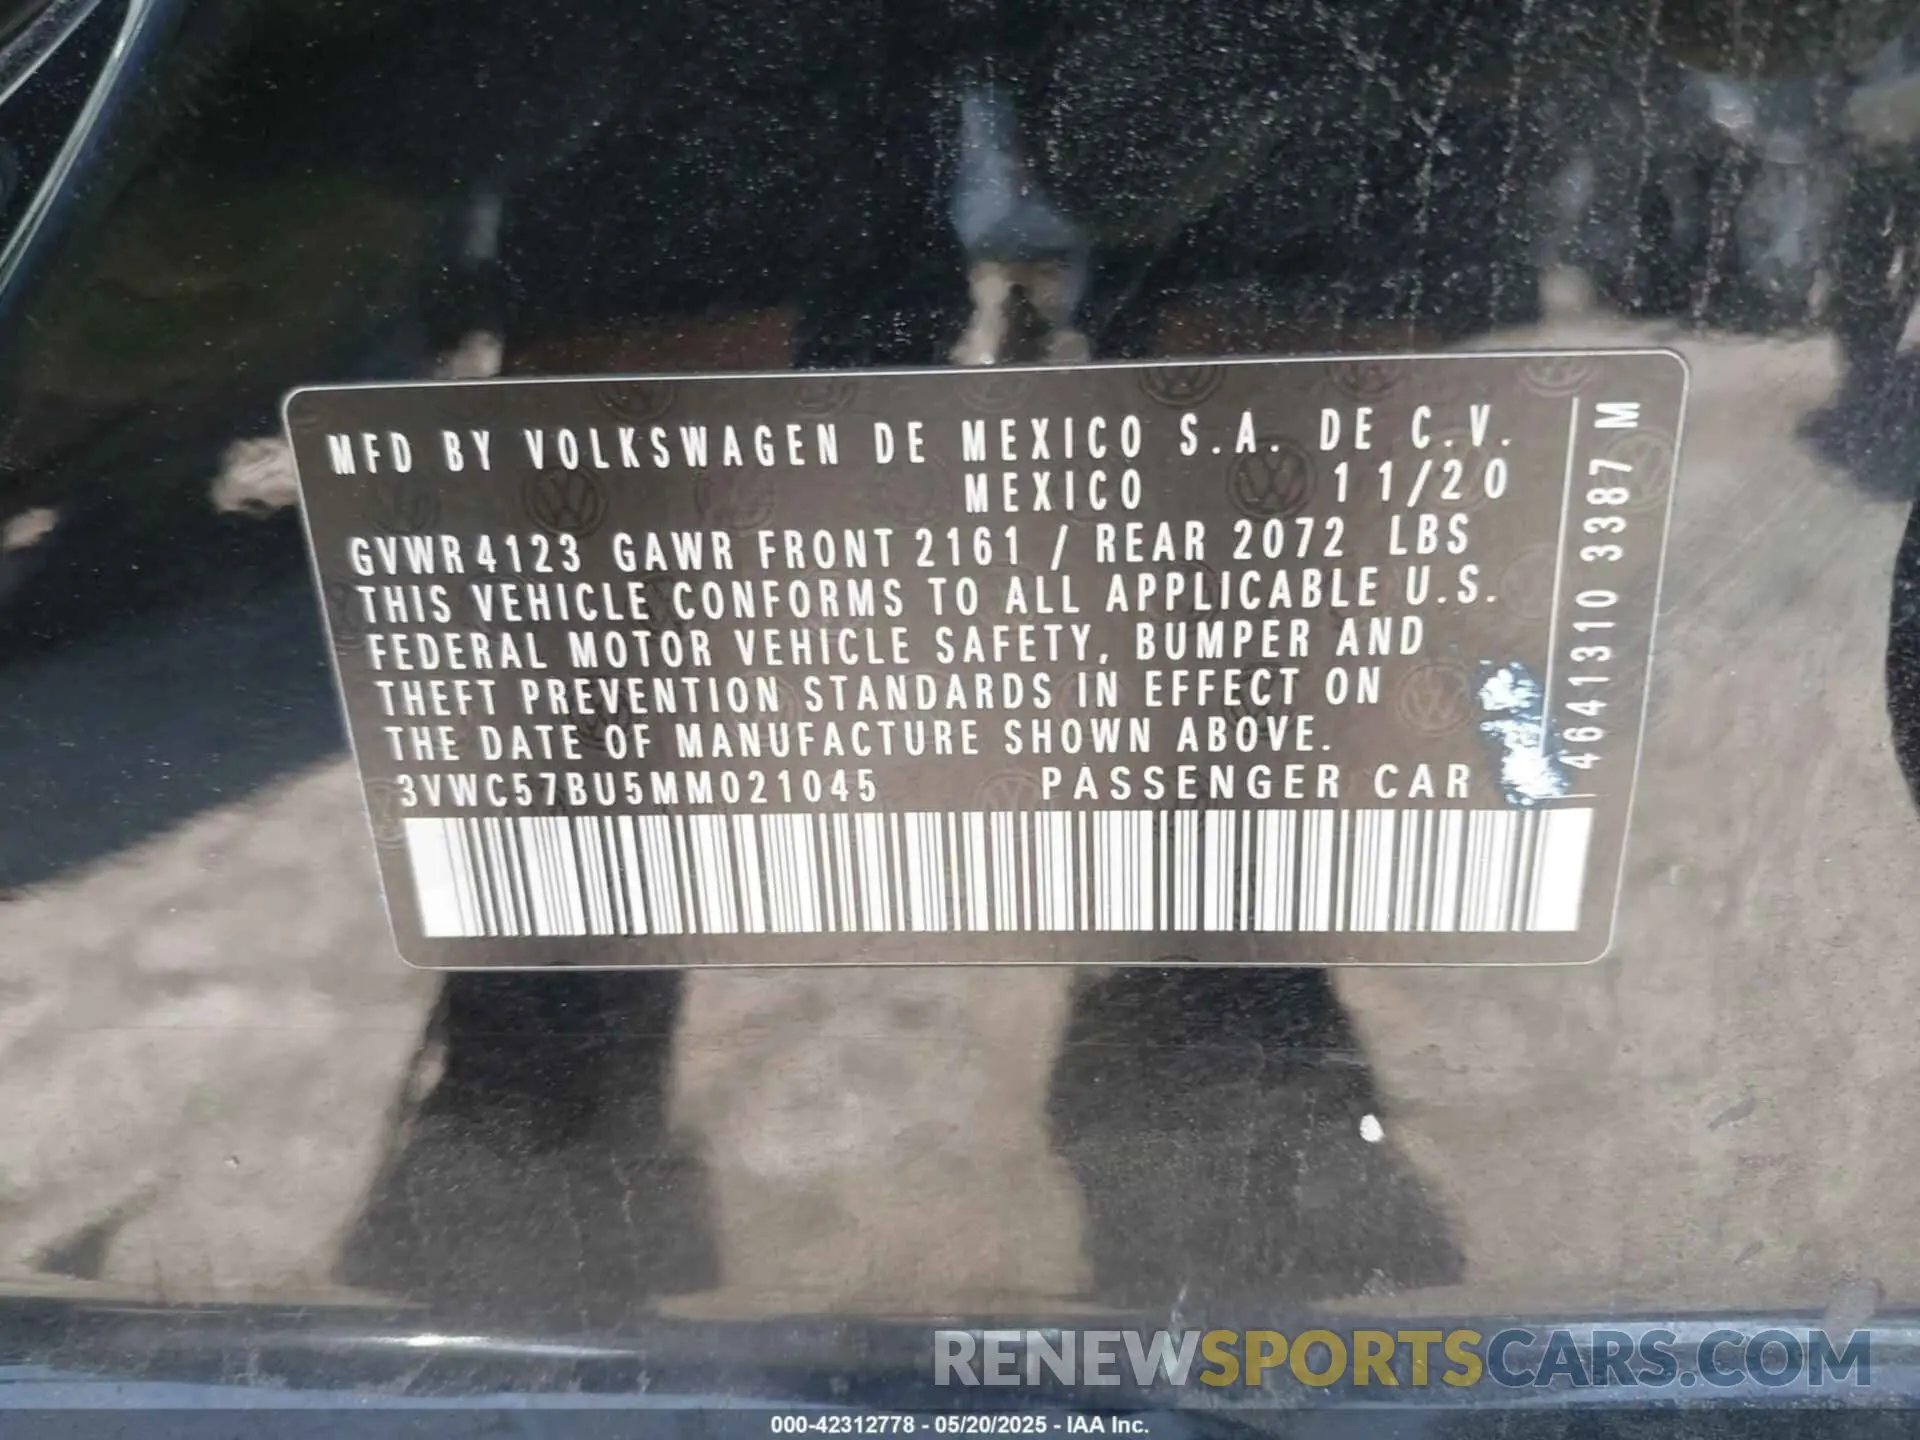 MFD BY VOLKSWAGEN DE MEXICO S.A. DE C.V.
MEXICO 11/20
GVWR 4123 GAWR FRONT 2161 / REAR 2072 LBS
THIS VEHICLE CONFORMS TO ALL APPLICABLE U.S.
FEDERAL MOTOR VEHICLE SAFETY, BUMPER AND
THEFT PREVENTION STANDARDS IN EFFECT ON
THE DATE OF MANUFACTURE SHOWN ABOVE.
3VWC57BU5MM021045 PASSENGER CAR
4641310 3387 M
RENEWSPORTSCARS.COM
000-42312778 - 05/20/2025 - IAA Inc.